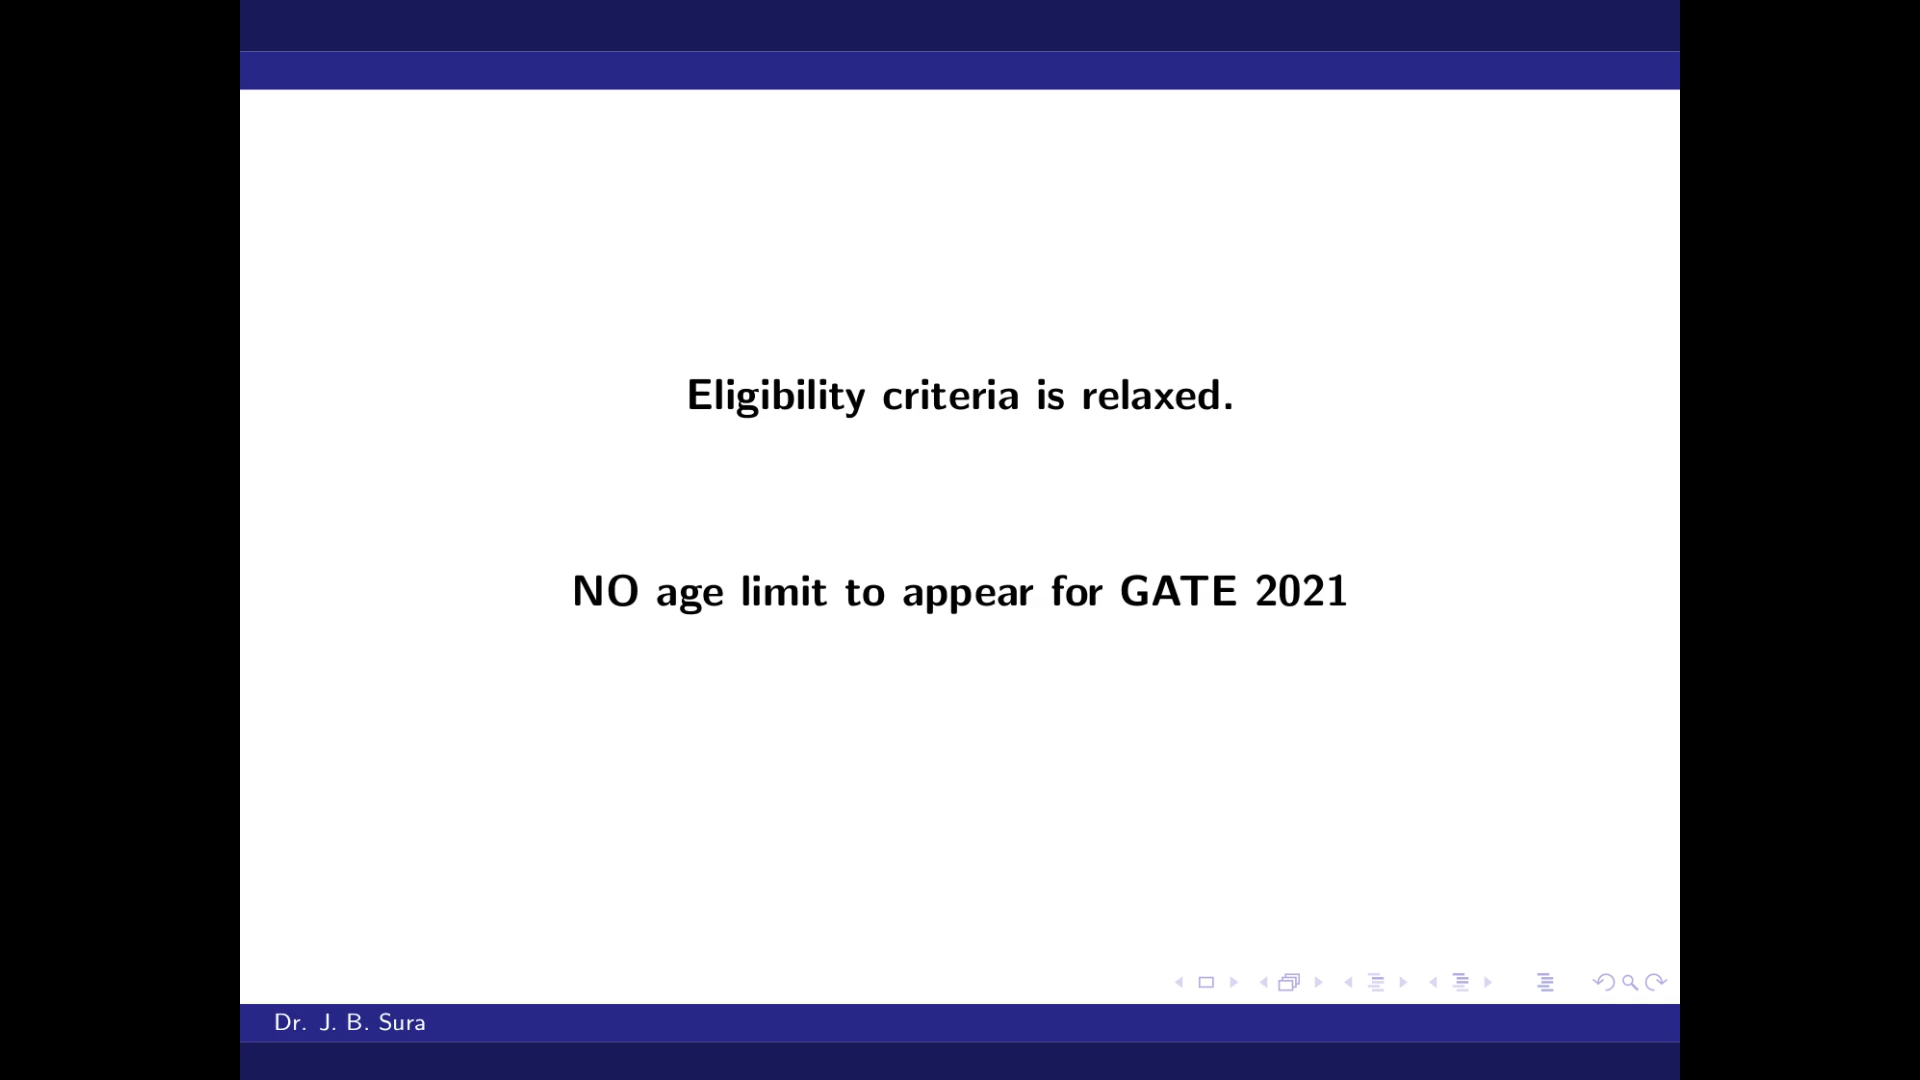 Eligibility criteria is relaxed.
NO age limit to appear for GATE 2021
Dr. J. B. Sura